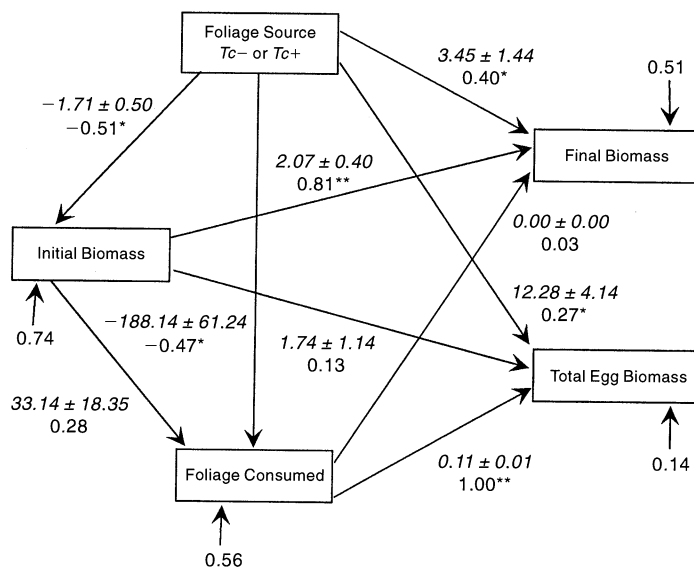 Foliage Source
Tc− or Tc+
3.45 ± 1.44
0.40*
0.51
−1.71 ± 0.50
−0.51*
Final Biomass
2.07 ± 0.40
0.81**
Initial Biomass
0.00 ± 0.00
0.03
12.28 ± 4.14
0.27*
−188.14 ± 61.24
−0.47*
1.74 ± 1.14
0.13
0.74
Total Egg Biomass
33.14 ± 18.35
0.28
Foliage Consumed
0.11 ± 0.01
1.00**
0.14
0.56